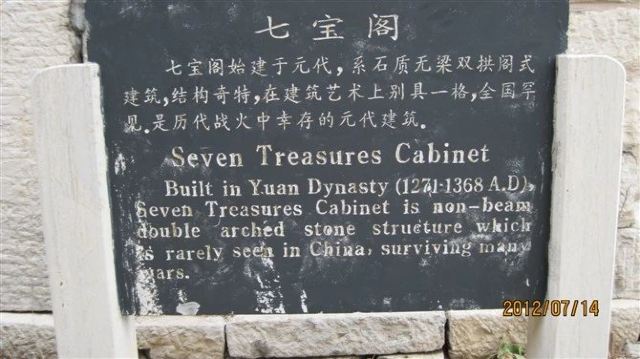 七宝阁
七宝阁始建于元代，系石质无梁双拱阁式
建筑，结构奇特，在建筑艺术上别具一格，全国罕
见。是历代战火中幸存的元代建筑。
Seven Treasures Cabinet
Built in Yuan Dynasty (1271-1368 A.D),
Seven Treasures Cabinet is non-beam
double arched stone structure which
is rarely seen in China, surviving many
wars.
2012/07/14